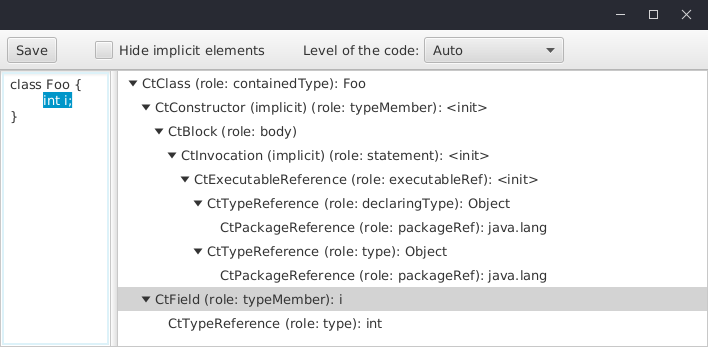 Save
Hide implicit elements
Level of the code:
Auto
class Foo {
int i;
}
CtClass (role: containedType): Foo
CtConstructor (implicit) (role: typeMember): <init>
CtBlock (role: body)
CtInvocation (implicit) (role: statement): <init>
CtExecutableReference (role: executableRef): <init>
CtTypeReference (role: declaringType): Object
CtPackageReference (role: packageRef): java.lang
CtTypeReference (role: type): Object
CtPackageReference (role: packageRef): java.lang
CtField (role: typeMember): i
CtTypeReference (role: type): int